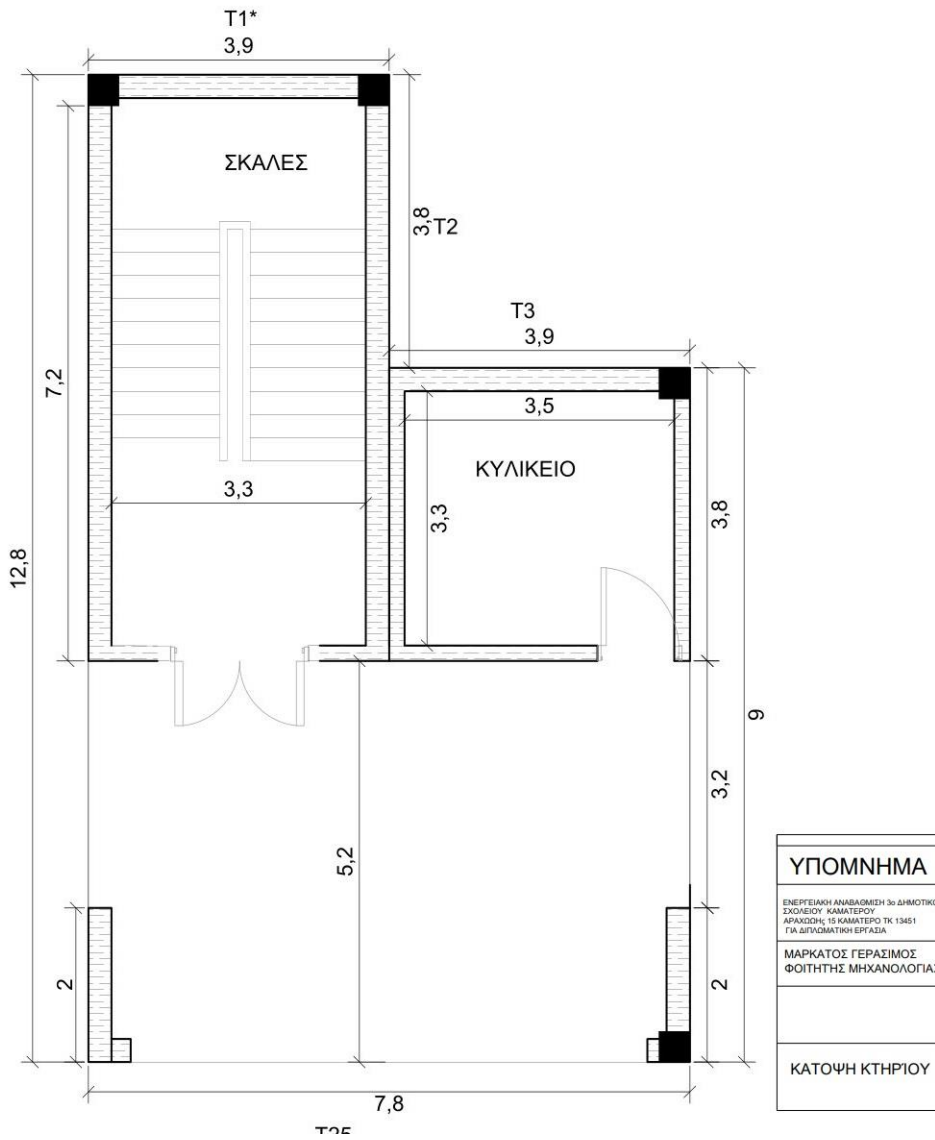 T1*
3,9
ΣΚΑΛΕΣ
3,8
T2
T3
3,9
7,2
3,5
ΚΥΛΙΚΕΙΟ
3,3
3,3
3,8
12,8
9
3,2
5,2
2
2
7,8
ΥΠΟΜΝΗΜΑ
ΕΝΕΡΓΕΙΑΚΗ ΑΝΑΒΑΘΜΙΣΗ 3ο ΔΗΜΟΤΙΚΟ
ΣΧΟΛΕΙΟΥ ΚΑΜΑΤΕΡΟΥ
ΑΡΑΧΩΩΗς 15 ΚΑΜΑΤΕΡΟ ΤΚ 13451
ΓΙΑ ΔΙΠΛΩΜΑΤΙΚΗ ΕΡΓΑΣΙΑ
ΜΑΡΚΑΤΟΣ ΓΕΡΑΣΙΜΟΣ
ΦΟΙΤΗΤΗΣ ΜΗΧΑΝΟΛΟΓΙΑΣ
ΚΑΤΟΨΗ ΚΤΗΡΊΟΥ